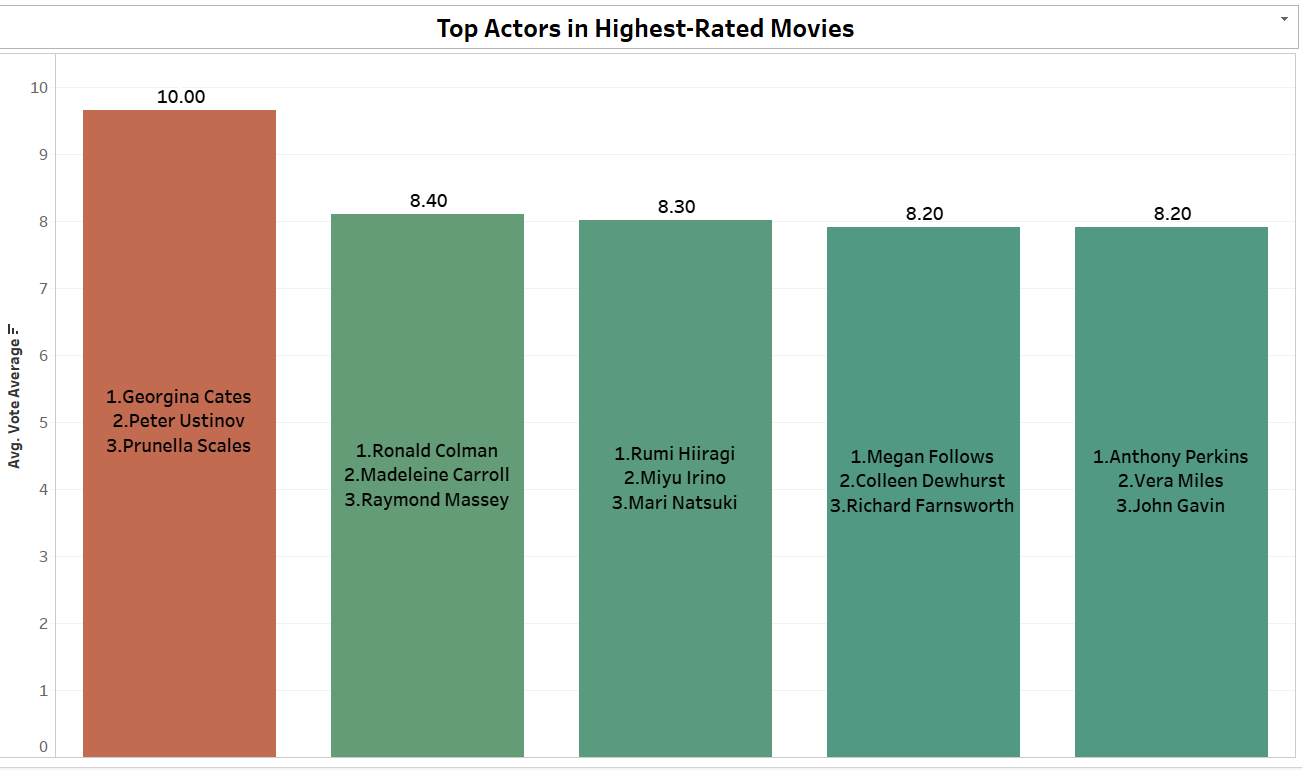 Top Actors in Highest-Rated Movies
Avg. Vote Average
10
9
8
7
6
5
4
3
2
1
0
10.00
1.Georgina Cates
2.Peter Ustinov
3.Prunella Scales
8.40
1.Ronald Colman
2.Madeleine Carroll
3.Raymond Massey
8.30
1.Rumi Hiiragi
2.Miyu Irino
3.Mari Natsuki
8.20
1.Megan Follows
2.Colleen Dewhurst
3.Richard Farnsworth
8.20
1.Anthony Perkins
2.Vera Miles
3.John Gavin